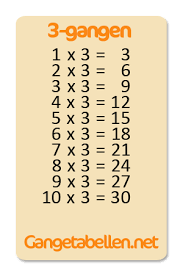 3-gangen
1 x 3 = 3
2 x 3 = 6
3 x 3 = 9
4 x 3 = 12
5 x 3 = 15
6 x 3 = 18
7 x 3 = 21
8 x 3 = 24
9 x 3 = 27
10 x 3 = 30
Gangetabellen.net